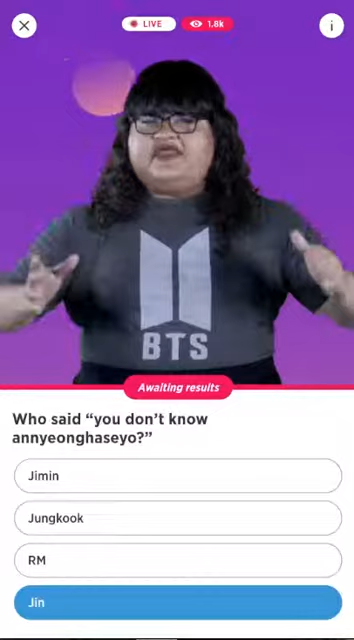 LIVE
1.8k
i
BTS
Awaiting results
Who said “you don’t know
annyeonghaseyo?”
Jimin
Jungkook
RM
Jin